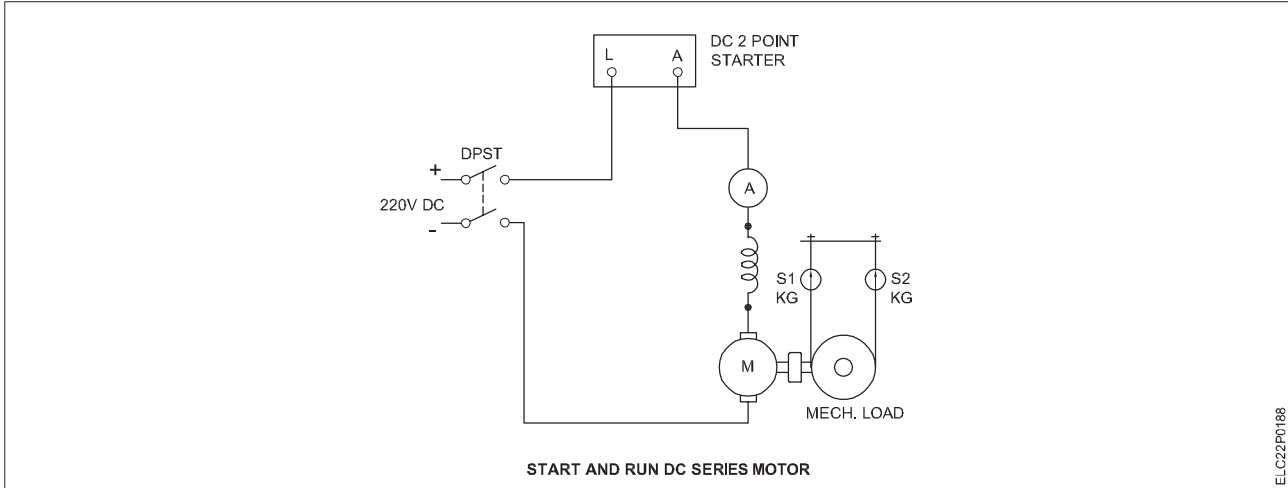 DC 2 POINT
STARTER
L A
DPST
+
220V DC
-
A
S1
KG
S2
KG
M
MECH. LOAD
START AND RUN DC SERIES MOTOR
ELC22P0188